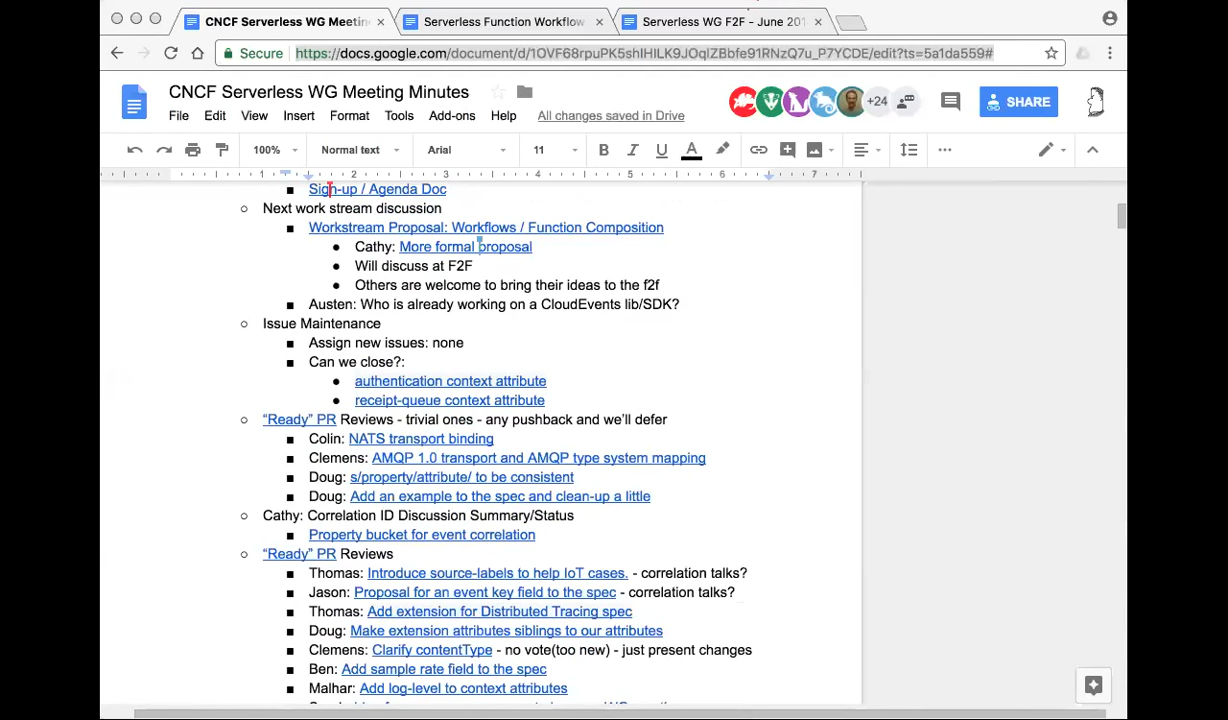 CNCF Serverless WG Meetin
Serverless Function Workflow
Serverless WG F2F - June 201
Secure https://docs.google.com/document/d/1OVF68rpuPK5shIHILK9JOqlZBbfe91RNzQ7u_P7YCDE/edit?ts=5a1da559#
CNCF Serverless WG Meeting Minutes
+24
SHARE
File Edit View Insert Format Tools Add-ons Help All changes saved in Drive
100% Normal text Arial 11 B I U A
1 2 3 4 5 6 7
Sign-up / Agenda Doc
Next work stream discussion
Workstream Proposal: Workflows / Function Composition
Cathy: More formal proposal
Will discuss at F2F
Others are welcome to bring their ideas to the f2f
Austen: Who is already working on a CloudEvents lib/SDK?
Issue Maintenance
Assign new issues: none
Can we close?:
authentication context attribute
receipt-queue context attribute
“Ready” PR Reviews - trivial ones - any pushback and we’ll defer
Colin: NATS transport binding
Clemens: AMQP 1.0 transport and AMQP type system mapping
Doug: s/property/attribute/ to be consistent
Doug: Add an example to the spec and clean-up a little
Cathy: Correlation ID Discussion Summary/Status
Property bucket for event correlation
“Ready” PR Reviews
Thomas: Introduce source-labels to help IoT cases. - correlation talks?
Jason: Proposal for an event key field to the spec - correlation talks?
Thomas: Add extension for Distributed Tracing spec
Doug: Make extension attributes siblings to our attributes
Clemens: Clarify contentType - no vote(too new) - just present changes
Ben: Add sample rate field to the spec
Malhar: Add log-level to context attributes